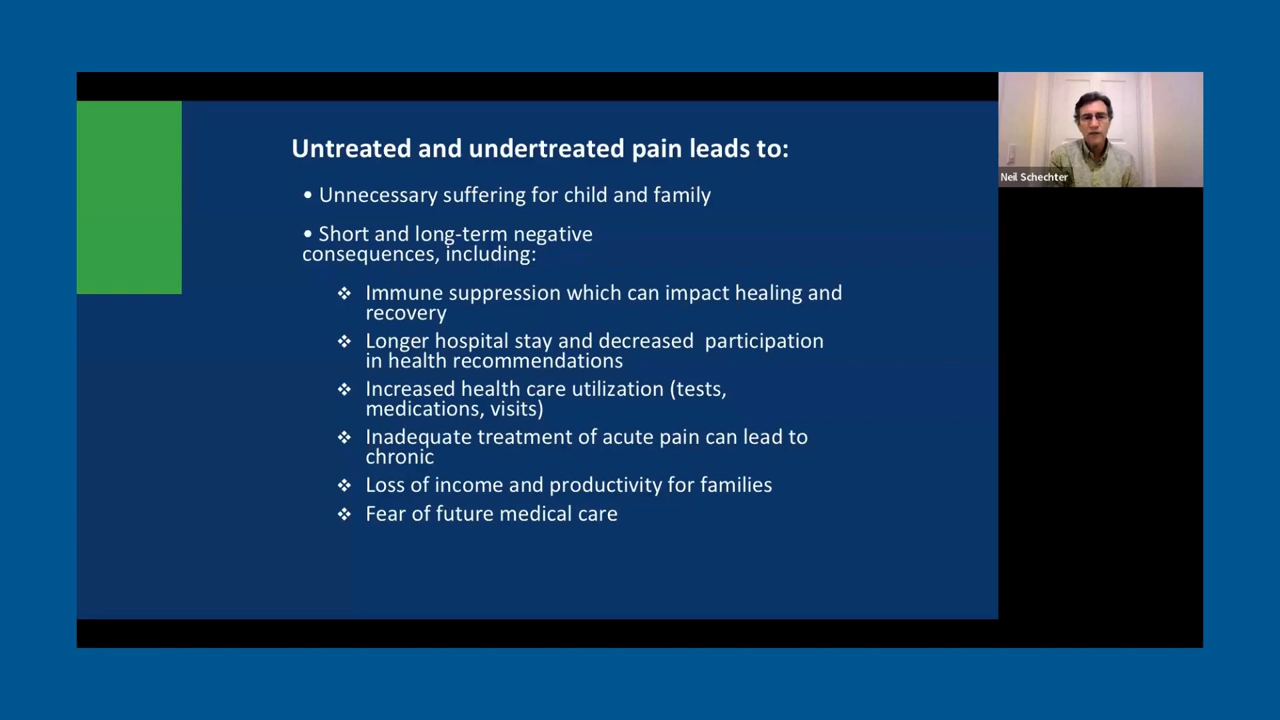 Untreated and undertreated pain leads to:
• Unnecessary suffering for child and family
• Short and long-term negative
consequences, including:
❖ Immune suppression which can impact healing and
recovery
❖ Longer hospital stay and decreased  participation
in health recommendations
❖ Increased health care utilization (tests,
medications, visits)
❖ Inadequate treatment of acute pain can lead to
chronic
❖ Loss of income and productivity for families
❖ Fear of future medical care
Neil Schechter